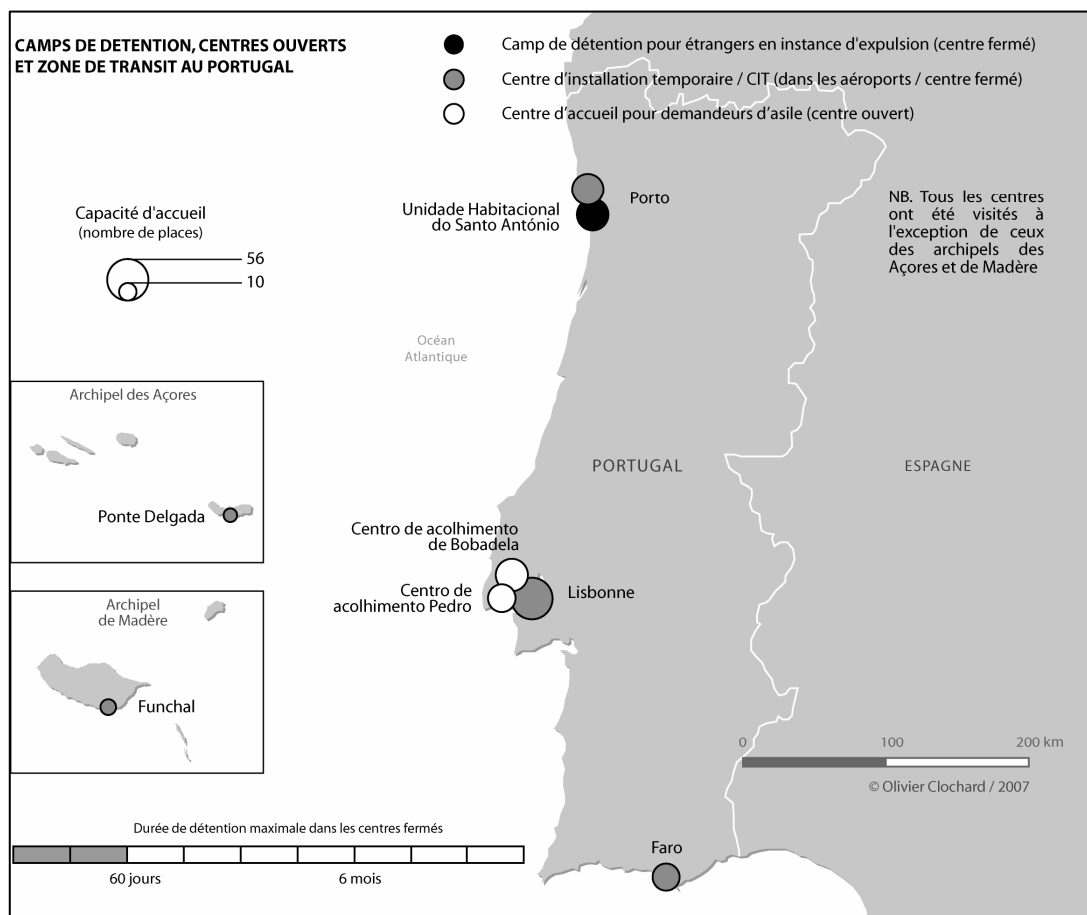 CAMPS DE DETENTION, CENTRES OUVERTS
ET ZONE DE TRANSIT AU PORTUGAL
Camp de détention pour étrangers en instance d'expulsion (centre fermé)
Centre d'installation temporaire / CIT (dans les aéroports / centre fermé)
Centre d'accueil pour demandeurs d'asile (centre ouvert)
Capacité d'accueil
(nombre de places)
56
10
Unidade Habitacional
do Santo António
Porto
NB. Tous les centres
ont été visités à
l'exception de ceux
des archipels des
Açores et de Madère
Océan
Atlantique
Archipel des Açores
Ponte Delgada
PORTUGAL
ESPAGNE
Centro de acolhimento
de Bobadela
Centro de
acolhimento Pedro
Lisbonne
Archipel
de Madère
Funchal
0 100 200 km
© Olivier Clochard / 2007
Durée de détention maximale dans les centres fermés
60 jours 6 mois
Faro